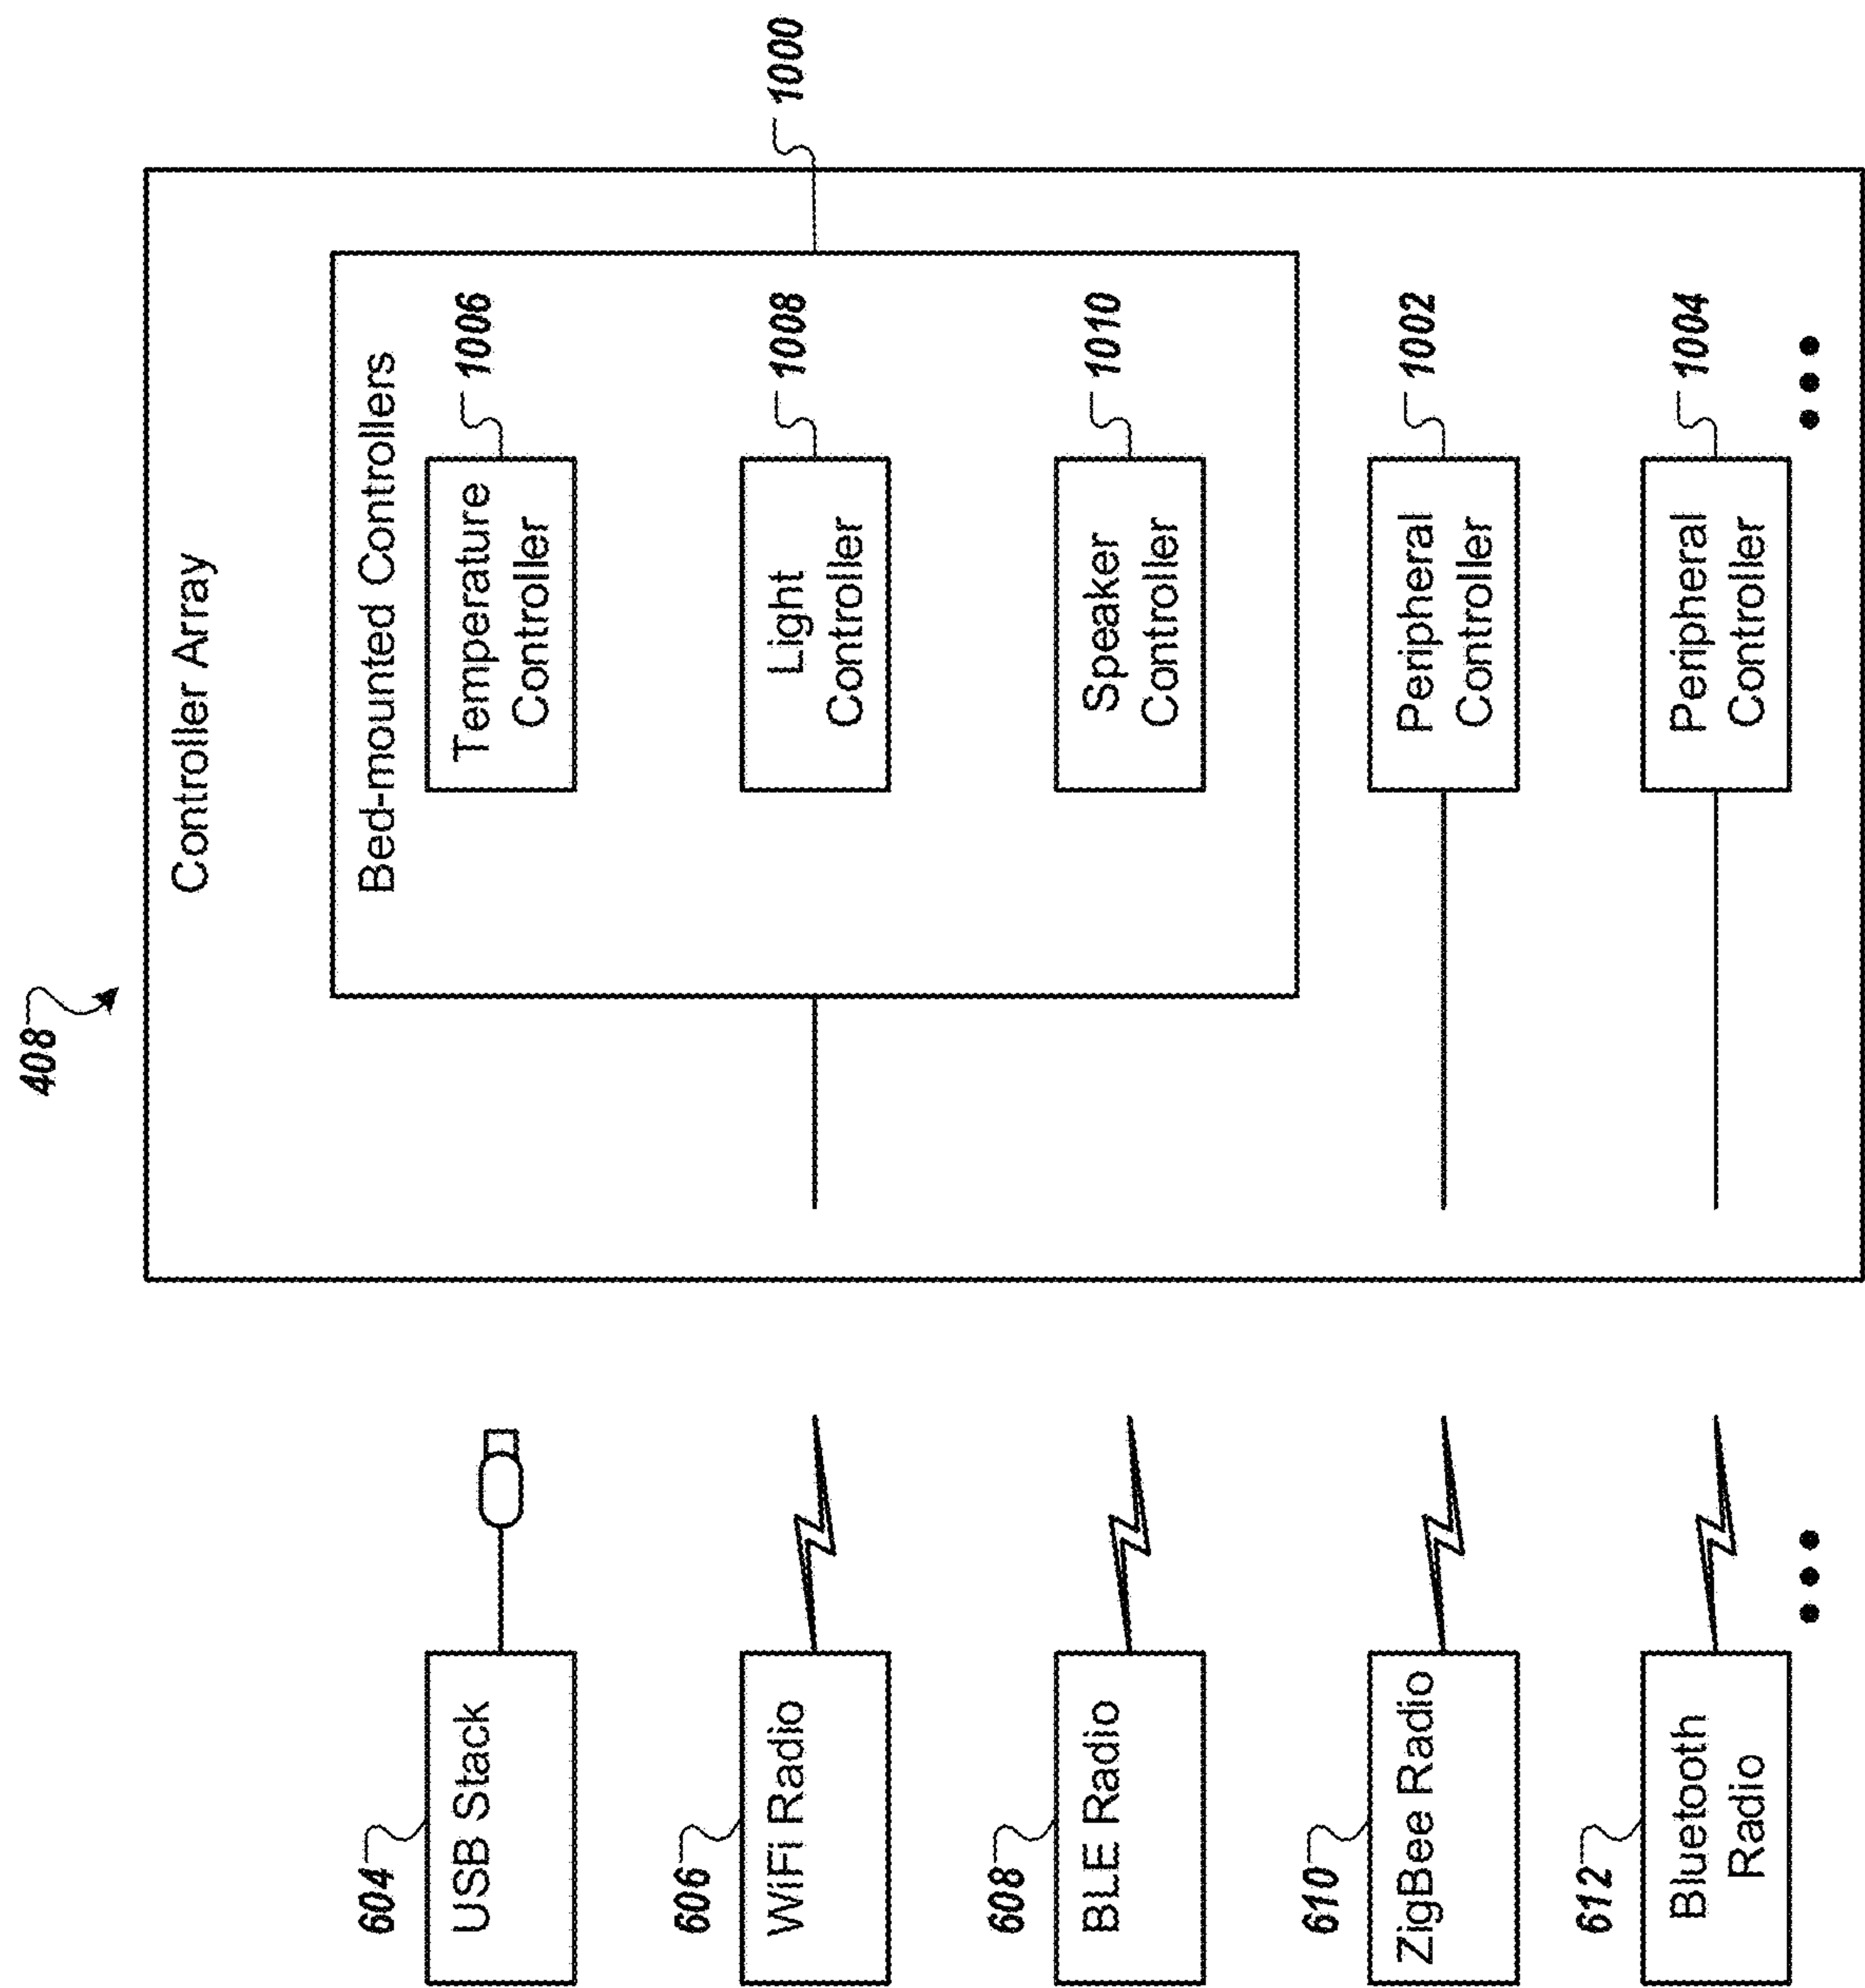 408
Controller Array
Bed-mounted Controllers
1000
604
USB Stack
Temperature
Controller
1006
606
WiFi Radio
Light
Controller
1008
608
BLE Radio
Speaker
Controller
1010
610
ZigBee Radio
Peripheral
Controller
1002
612
Bluetooth
Radio
Peripheral
Controller
1004